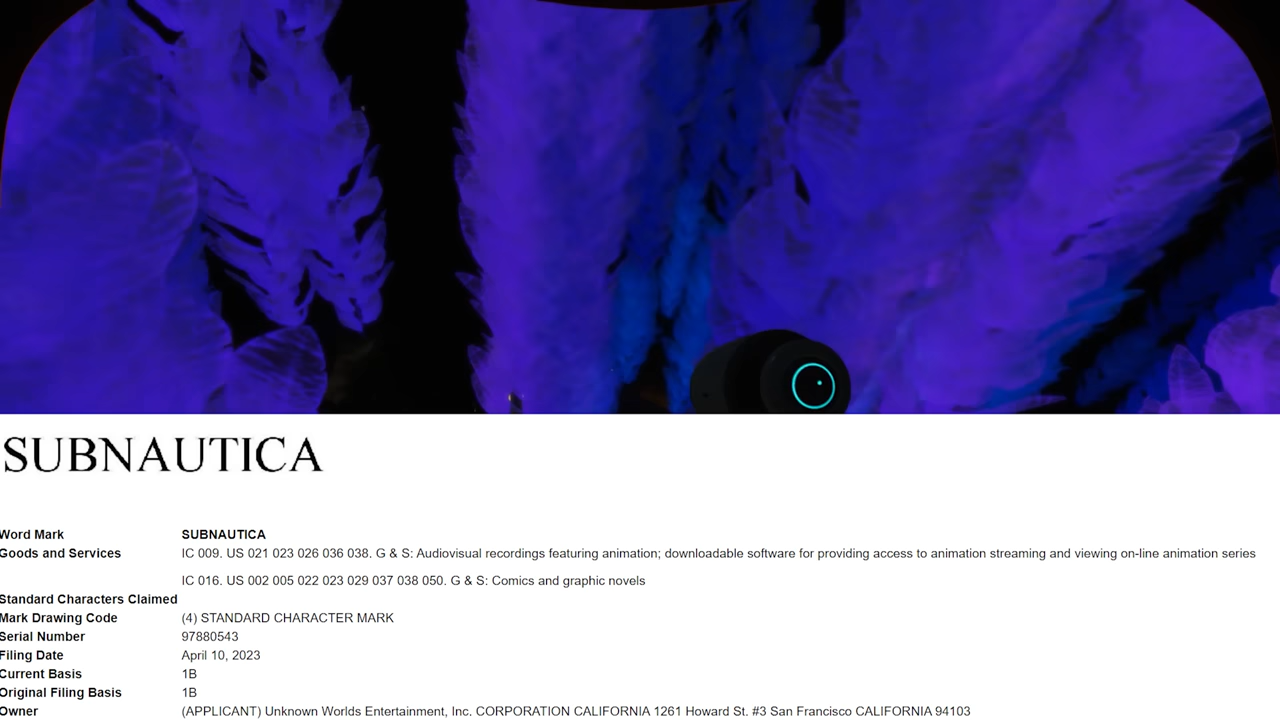 SUBNAUTICA
Word Mark SUBNAUTICA
Goods and Services IC 009. US 021 023 026 036 038. G & S: Audiovisual recordings featuring animation; downloadable software for providing access to animation streaming and viewing on-line animation series
IC 016. US 002 005 022 023 029 037 038 050. G & S: Comics and graphic novels
Standard Characters Claimed
Mark Drawing Code (4) STANDARD CHARACTER MARK
Serial Number 97880543
Filing Date April 10, 2023
Current Basis 1B
Original Filing Basis 1B
Owner (APPLICANT) Unknown Worlds Entertainment, Inc. CORPORATION CALIFORNIA 1261 Howard St. #3 San Francisco CALIFORNIA 94103